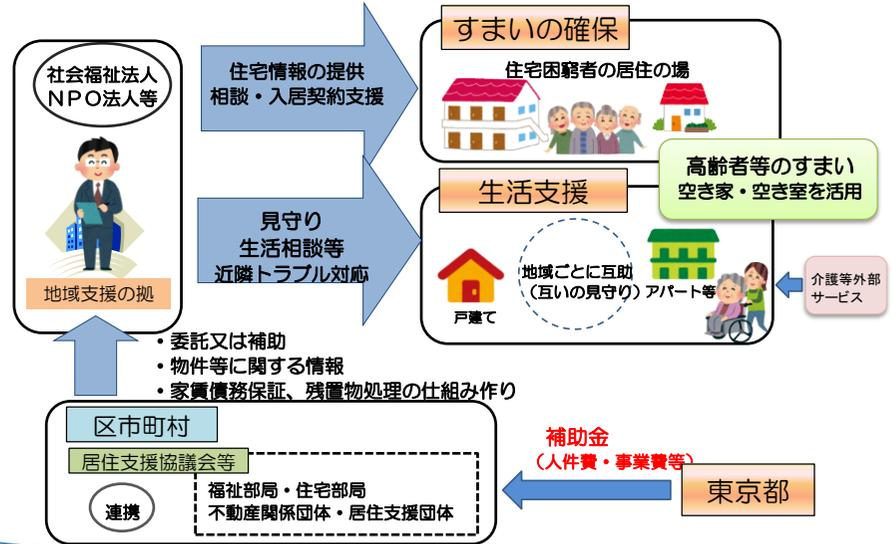 社会福祉法人
NPO法人等
地域支援の拠
住宅情報の提供
相談・入居契約支援
見守り
生活相談等
近隣トラブル対応
すまいの確保
住宅困窮者の居住の場
高齢者等のすまい
空き家・空き室を活用
生活支援
戸建て
地域ごとに互助
(互いの見守り)
アパート等
介護等外部
サービス
・委託又は補助
・物件等に関する情報
・家賃債務保証、残置物処理の仕組み作り
区市町村
居住支援協議会等
連携
福祉部局・住宅部局
不動産関係団体・居住支援団体
補助金
(人件費・事業費等)
東京都